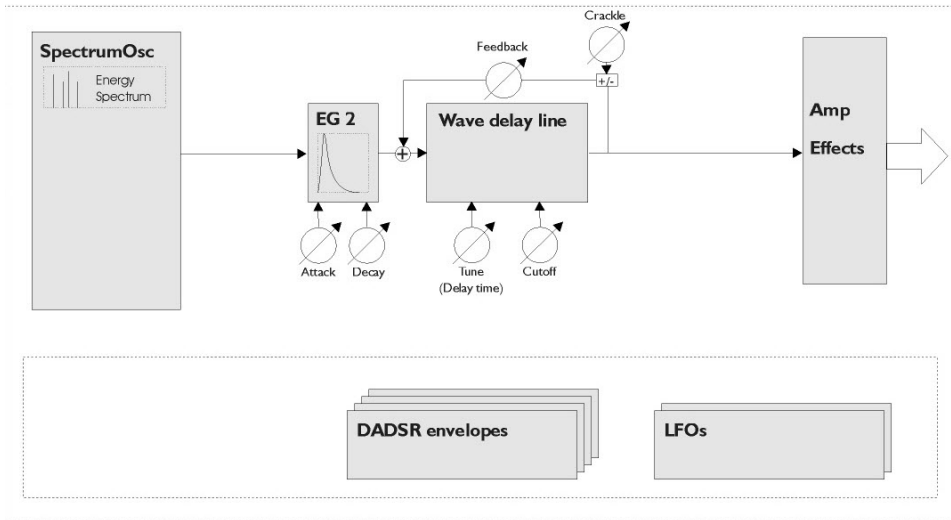 Crackle
SpectrumOsc
Energy
Spectrum
Feedback
+/-
EG 2
Wave delay line
Amp
Effects
+
Attack
Decay
Tune
(Delay time)
Cutoff
DADSR envelopes
LFOs